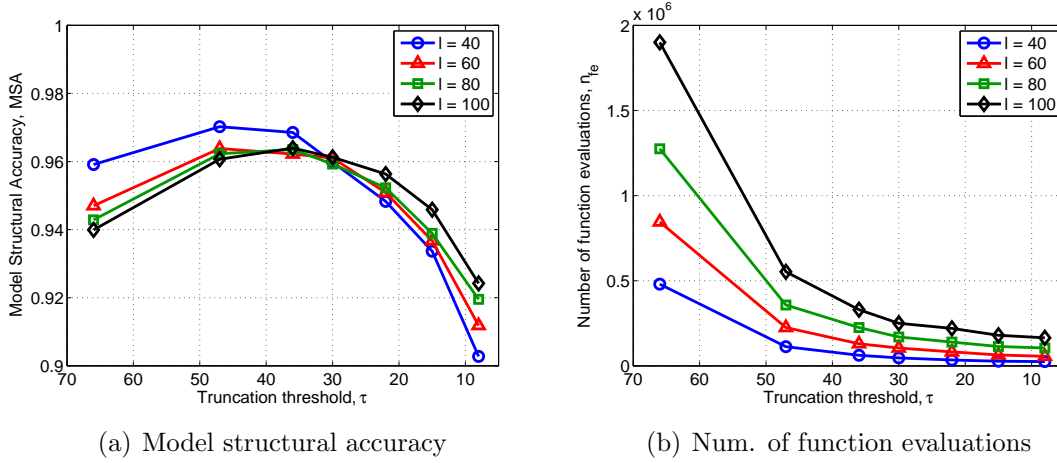 1
0.98
0.96
0.94
0.92
0.9
Model Structural Accuracy, MSA
70 60 50 40 30 20 10
Truncation threshold, τ
l = 40
l = 60
l = 80
l = 100
(a) Model structural accuracy
2
x 10^6
1.5
1
0.5
0
Number of function evaluations, n_fe
70 60 50 40 30 20 10
Truncation threshold, τ
l = 40
l = 60
l = 80
l = 100
(b) Num. of function evaluations